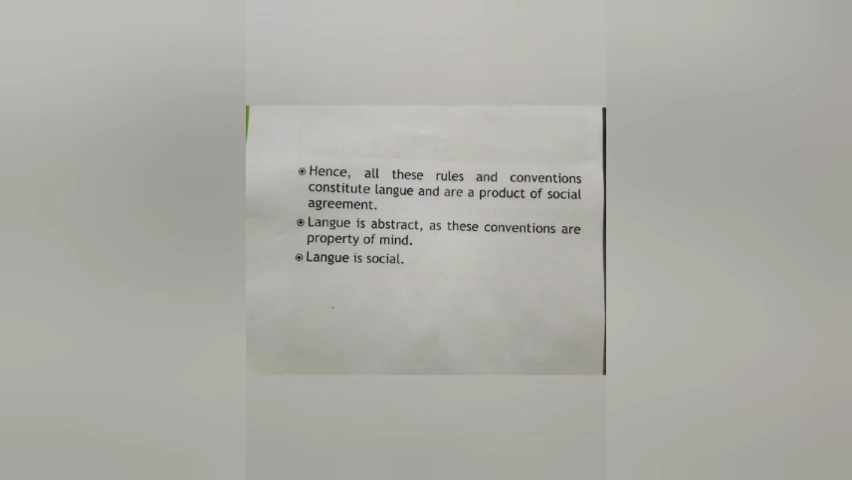 Hence, all these rules and conventions
constitute langue and are a product of social
agreement.
Langue is abstract, as these conventions are
property of mind.
Langue is social.